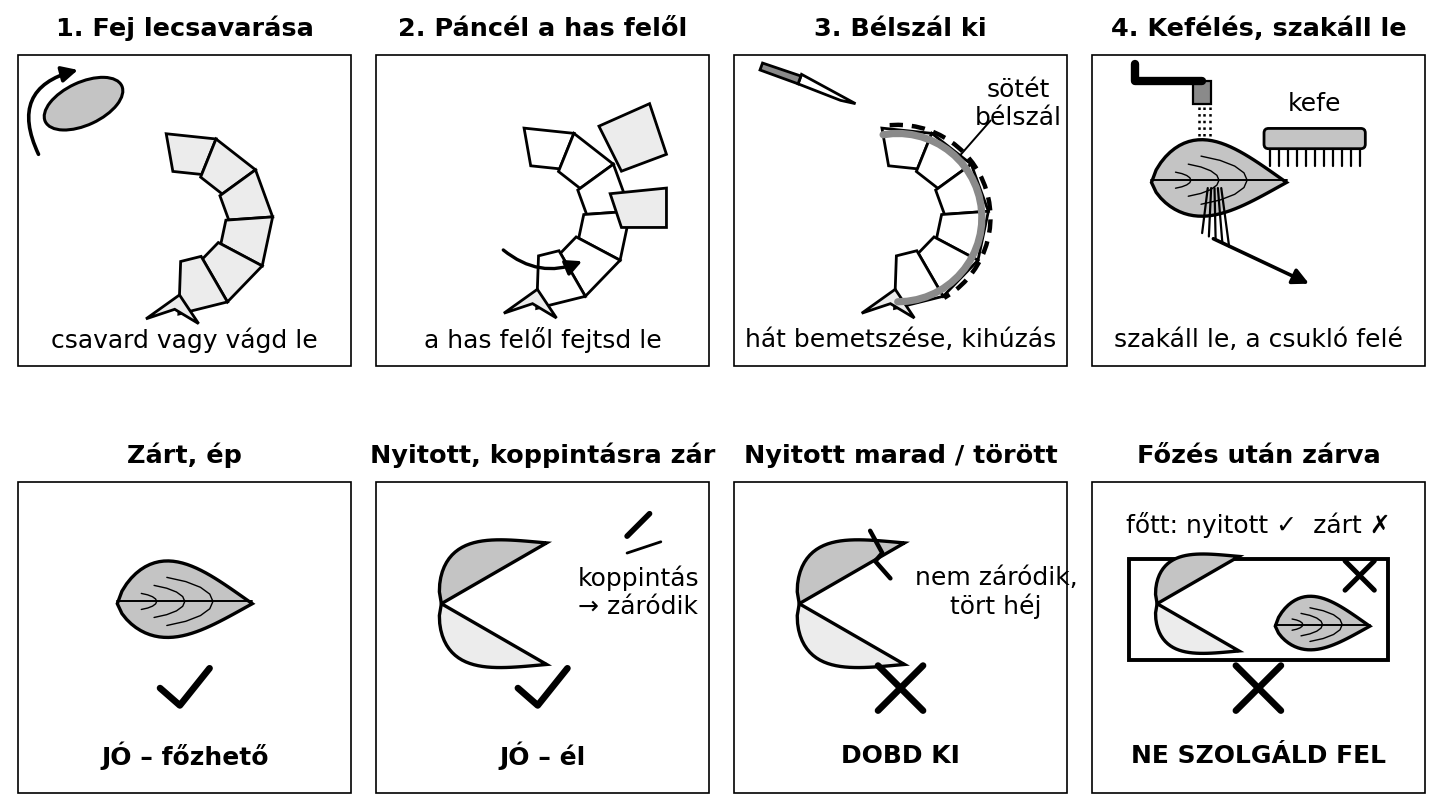 1. Fej lecsavarása
2. Páncél a has felől
3. Bélszál ki
4. Kefélés, szakáll le
csavard vagy vágd le
a has felől fejtsd le
sötét
bélszál
hát bemetszése, kihúzás
kefe
szakáll le, a csukló felé
Zárt, ép
Nyitott, koppintásra zár
Nyitott marad / törött
Főzés után zárva
JÓ – főzhető
koppintás
→ záródik
JÓ – él
nem záródik,
tört héj
DOBD KI
főtt: nyitott ✓  zárt ✗
NE SZOLGÁLD FEL